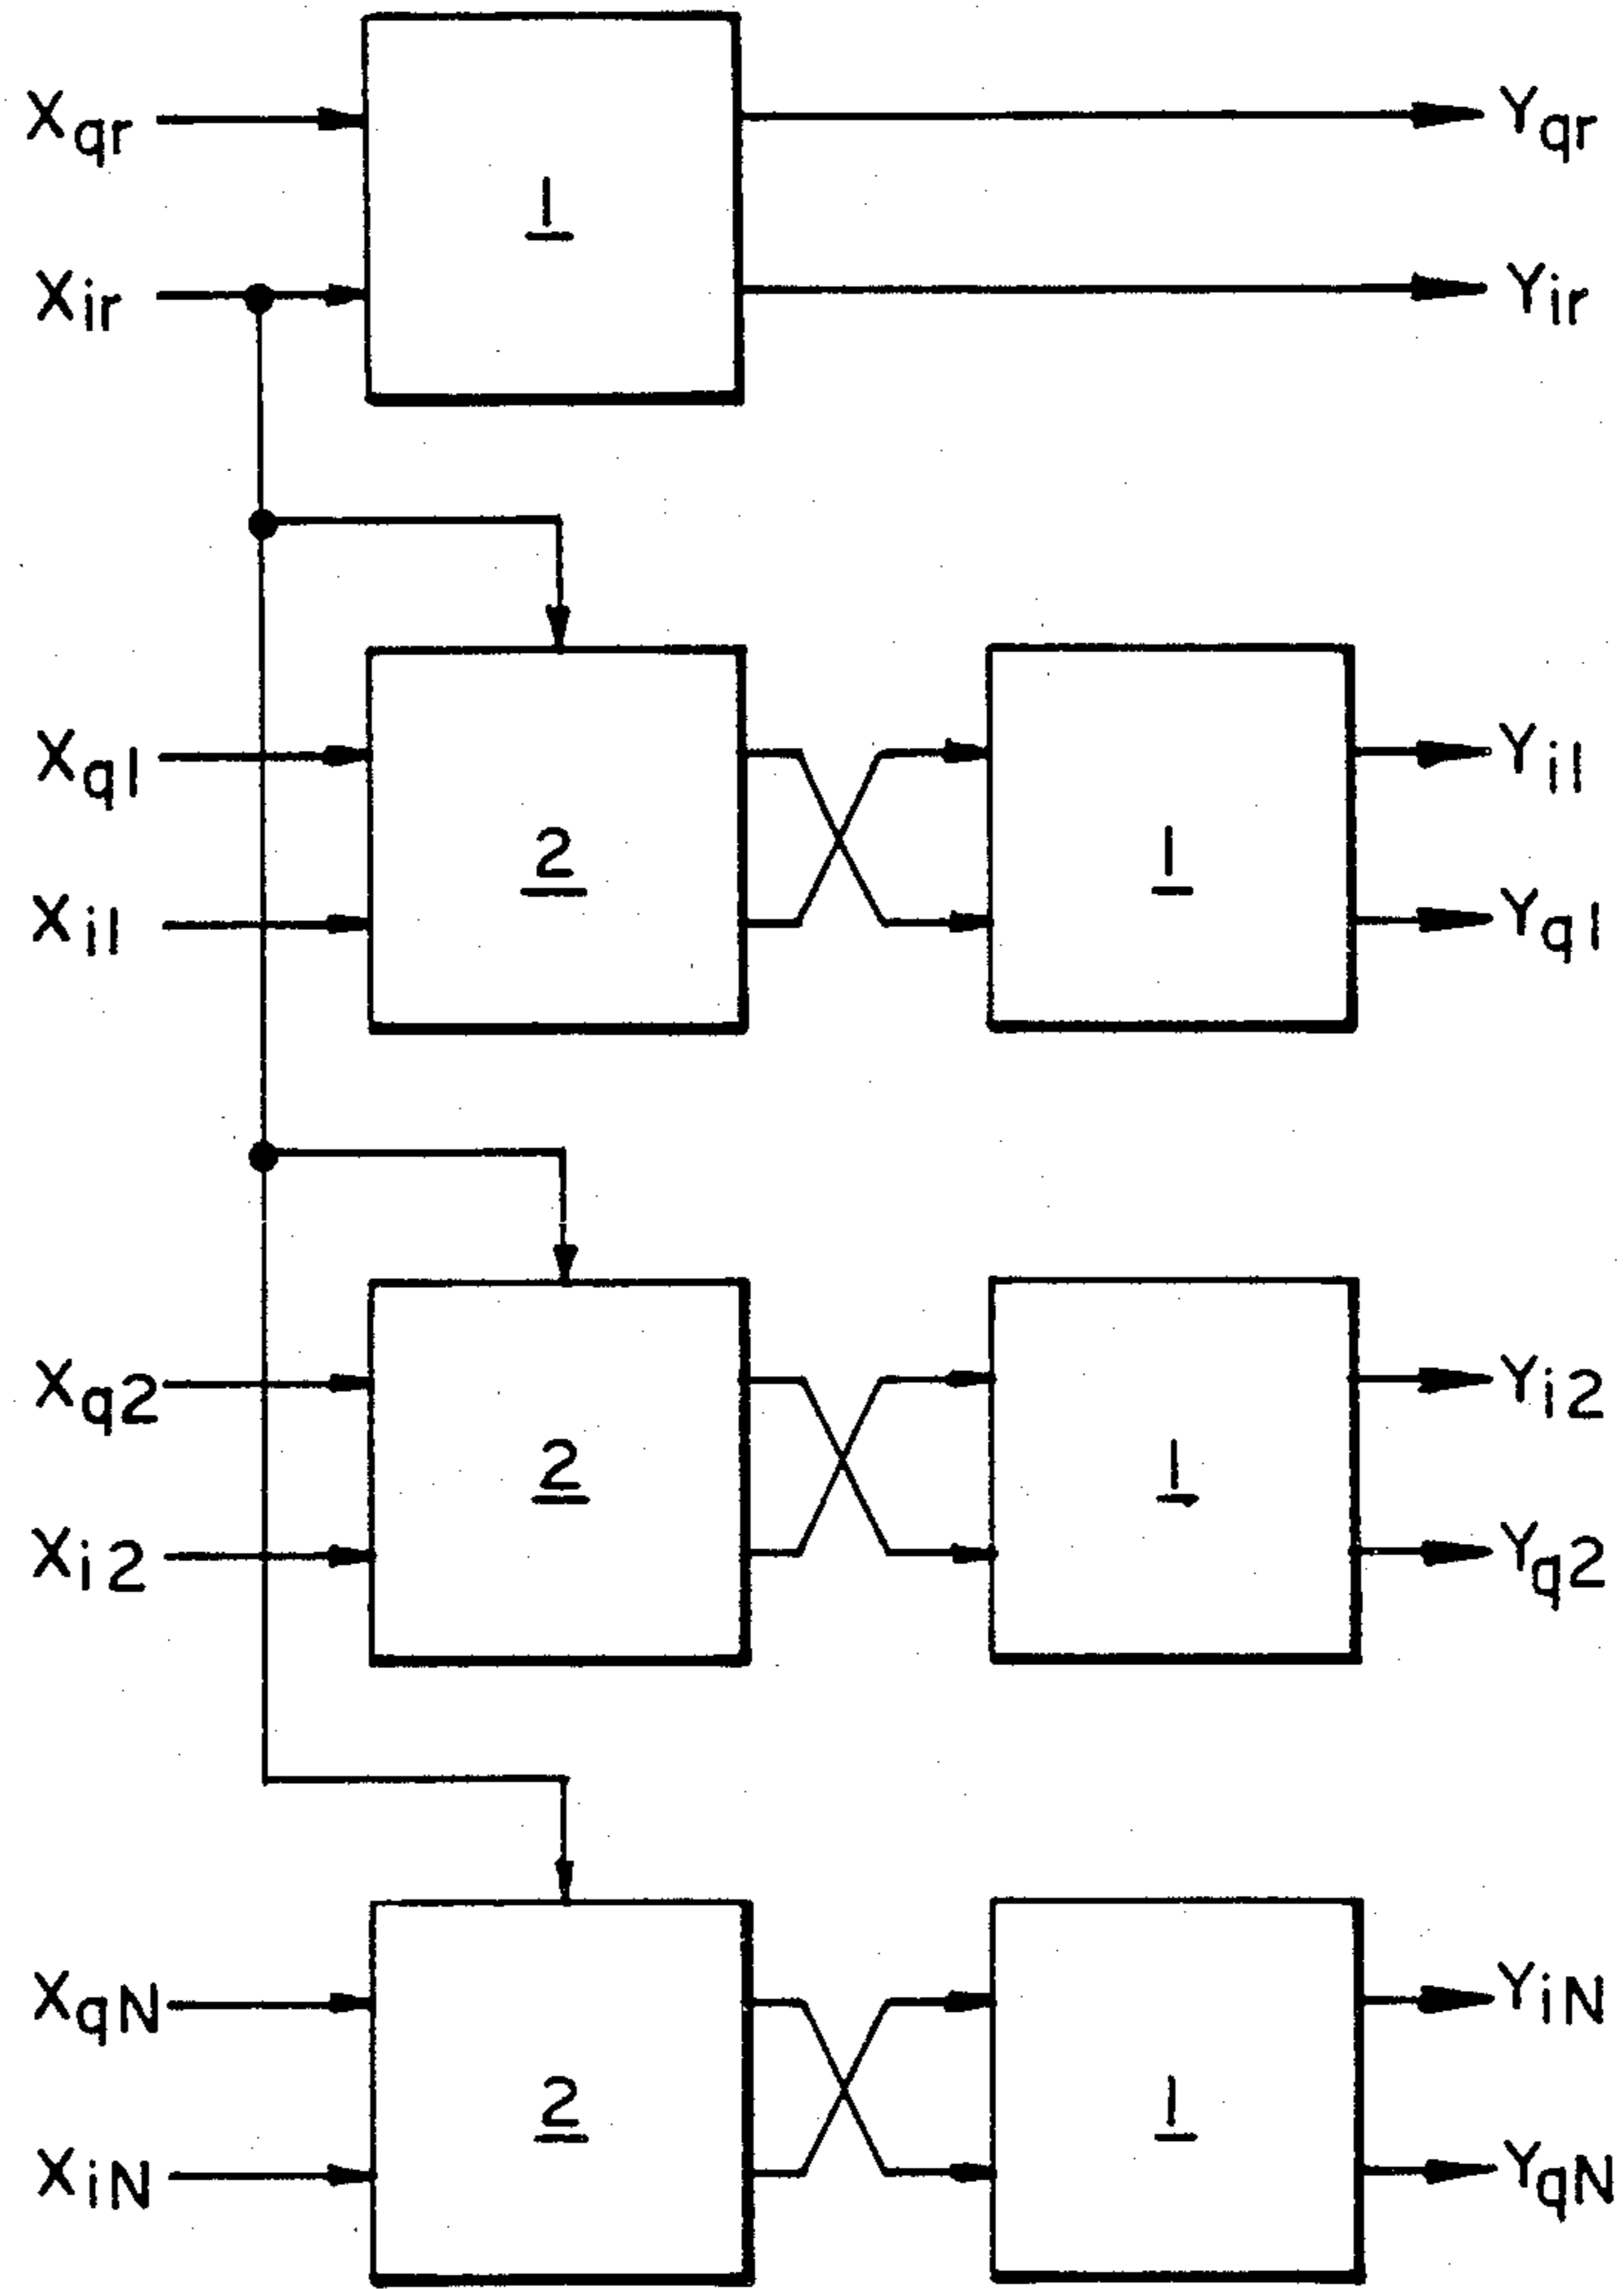 Xqr Yqr
1
Xir Yir
Xq1 Yi1
2 1
Xi1 Yq1
Xq2 Yi2
2 1
Xi2 Yq2
XqN YiN
2 1
XiN YqN